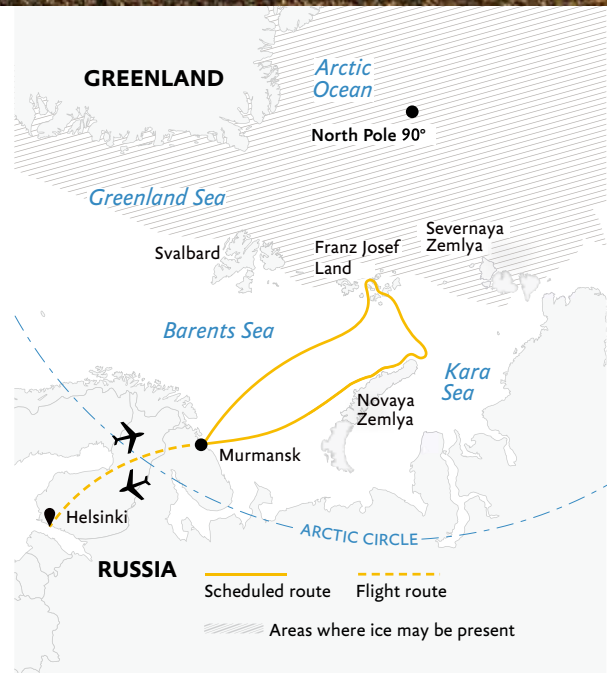 GREENLAND
Arctic
Ocean
North Pole 90°
Greenland Sea
Severnaya
Zemlya
Svalbard
Franz Josef
Land
Barents Sea
Kara
Sea
Novaya
Zemlya
Murmansk
Helsinki
ARCTIC CIRCLE
RUSSIA
Scheduled route
Flight route
Areas where ice may be present